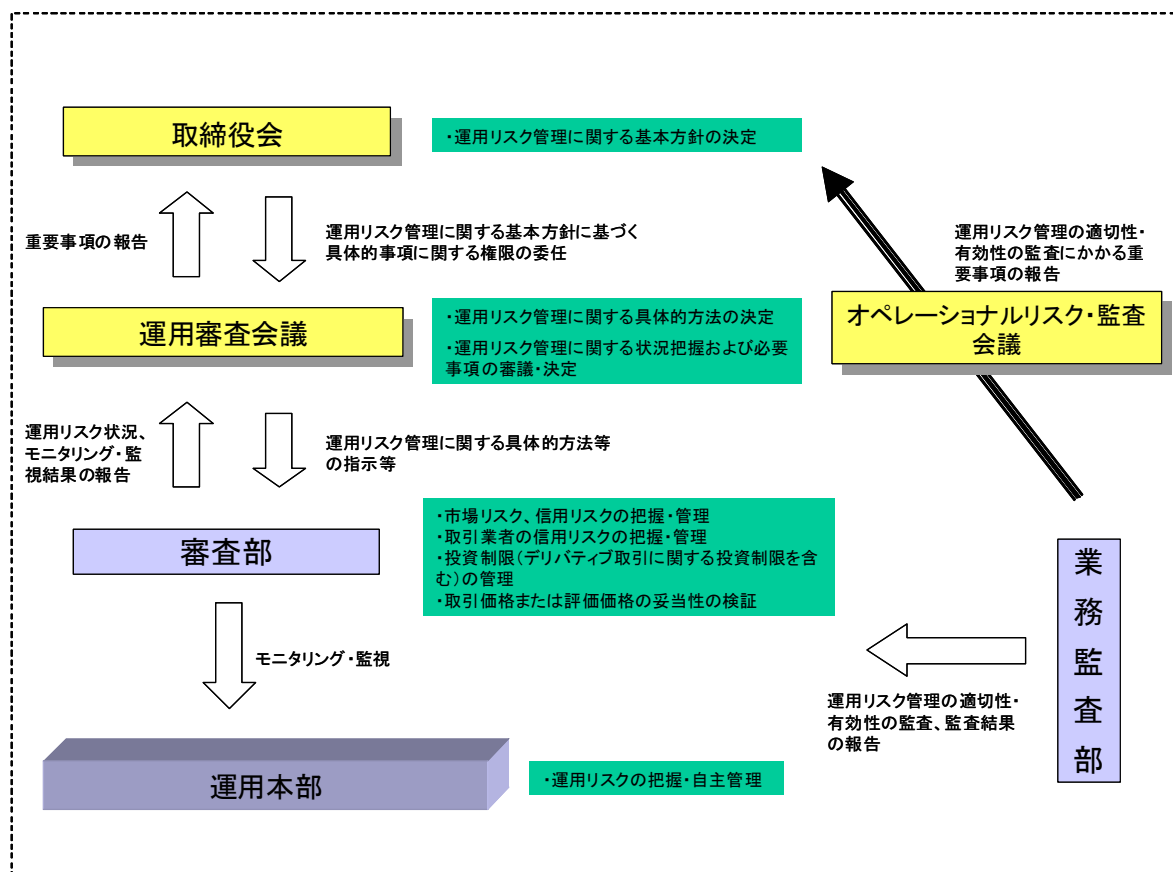 取締役会
・運用リスク管理に関する基本方針の決定
重要事項の報告
運用リスク管理に関する基本方針に基づく
具体的事項に関する権限の委任
運用リスク管理の適切性・
有効性の監査にかかる重
要事項の報告
運用審査会議
・運用リスク管理に関する具体的方法の決定
・運用リスク管理に関する状況把握および必要
事項の審議・決定
オペレーショナルリスク・監査
会議
運用リスク状況、
モニタリング・監
視結果の報告
運用リスク管理に関する具体的方法等
の指示等
審査部
・市場リスク、信用リスクの把握・管理
・取引業者の信用リスクの把握・管理
・投資制限(デリバティブ取引に関する投資制限を含
む)の管理
・取引価格または評価価格の妥当性の検証
業務監査部
モニタリング・監視
運用リスク管理の適切性・
有効性の監査、監査結果
の報告
運用本部
・運用リスクの把握・自主管理